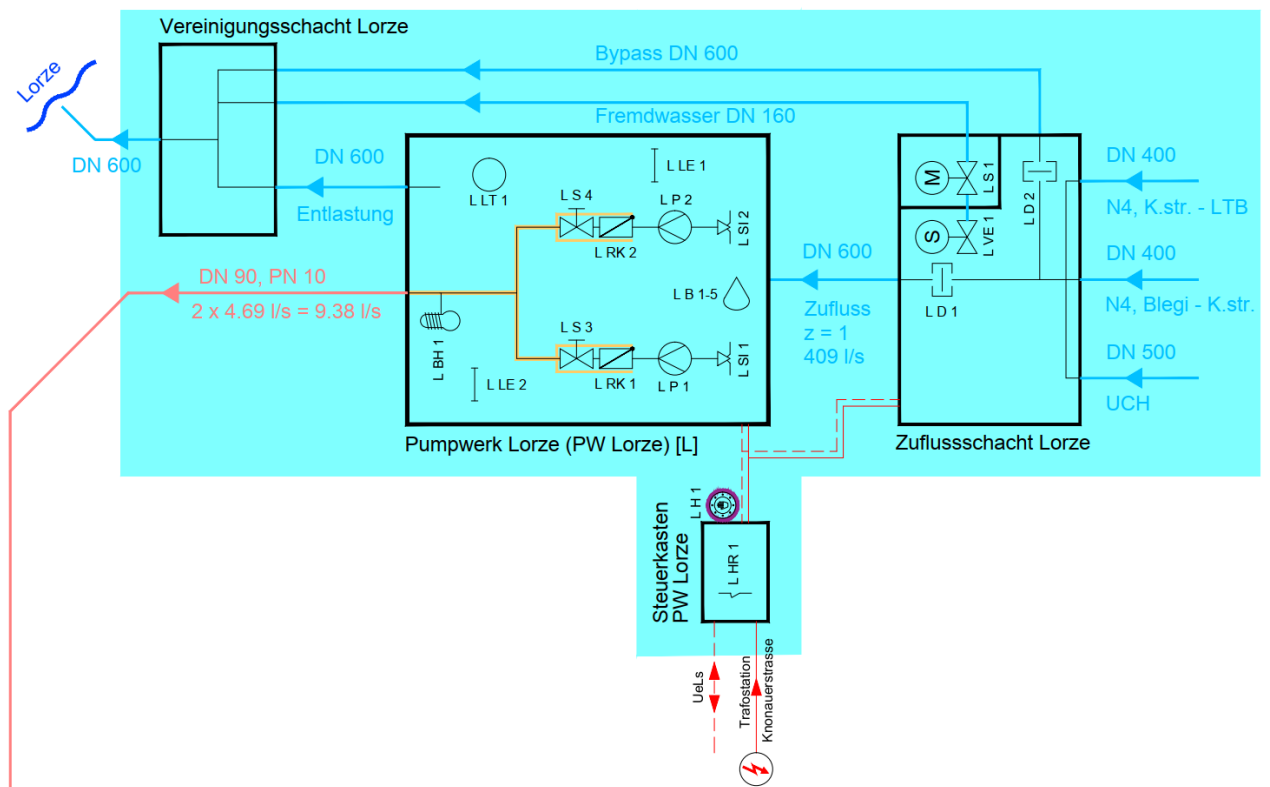 Vereinigungsschacht Lorze
Lorze
Bypass DN 600
Fremdwasser DN 160
DN 600
DN 600
Entlastung
L LT 1
L LE 1
L S 4
L P 2
L SI 2
L RK 2
DN 90, PN 10
2 x 4.69 l/s = 9.38 l/s
L B 1-5
L BH 1
L S 3
L LE 2
L RK 1
L P 1
L SI 1
Pumpwerk Lorze (PW Lorze) [L]
DN 600
Zufluss
z = 1
409 l/s
M
L S 1
S
L VE 1
L D 2
L D 1
Zuflussschacht Lorze
DN 400
N4, K.str. - LTB
DN 400
N4, Blegi - K.str.
DN 500
UCH
L H 1
Steuerkasten
PW Lorze
L HR 1
UeLs
Trafostation
Knonauerstrasse